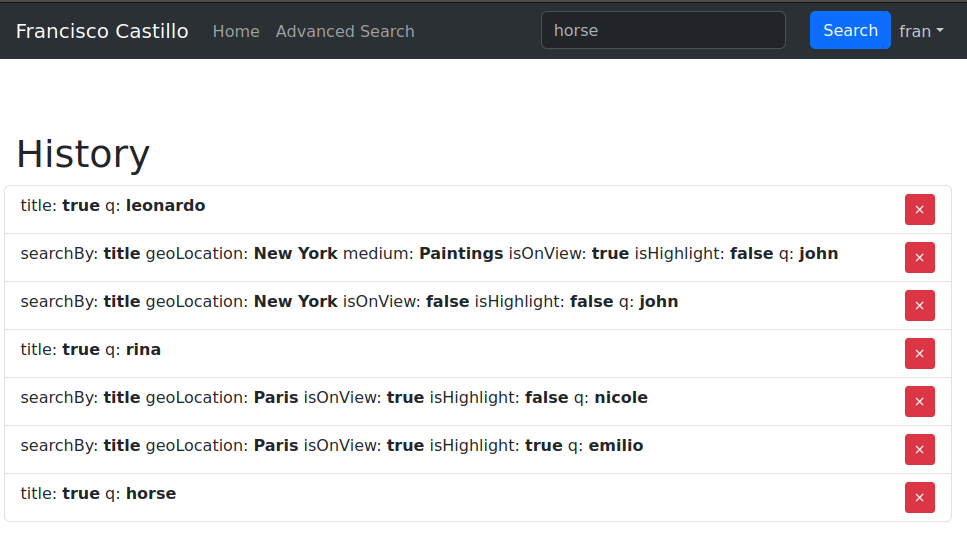 Francisco Castillo Home Advanced Search horse Search fran
History
title: true q: leonardo ×
searchBy: title geoLocation: New York medium: Paintings isOnView: true isHighlight: false q: john ×
searchBy: title geoLocation: New York isOnView: false isHighlight: false q: john ×
title: true q: rina ×
searchBy: title geoLocation: Paris isOnView: true isHighlight: false q: nicole ×
searchBy: title geoLocation: Paris isOnView: true isHighlight: true q: emilio ×
title: true q: horse ×